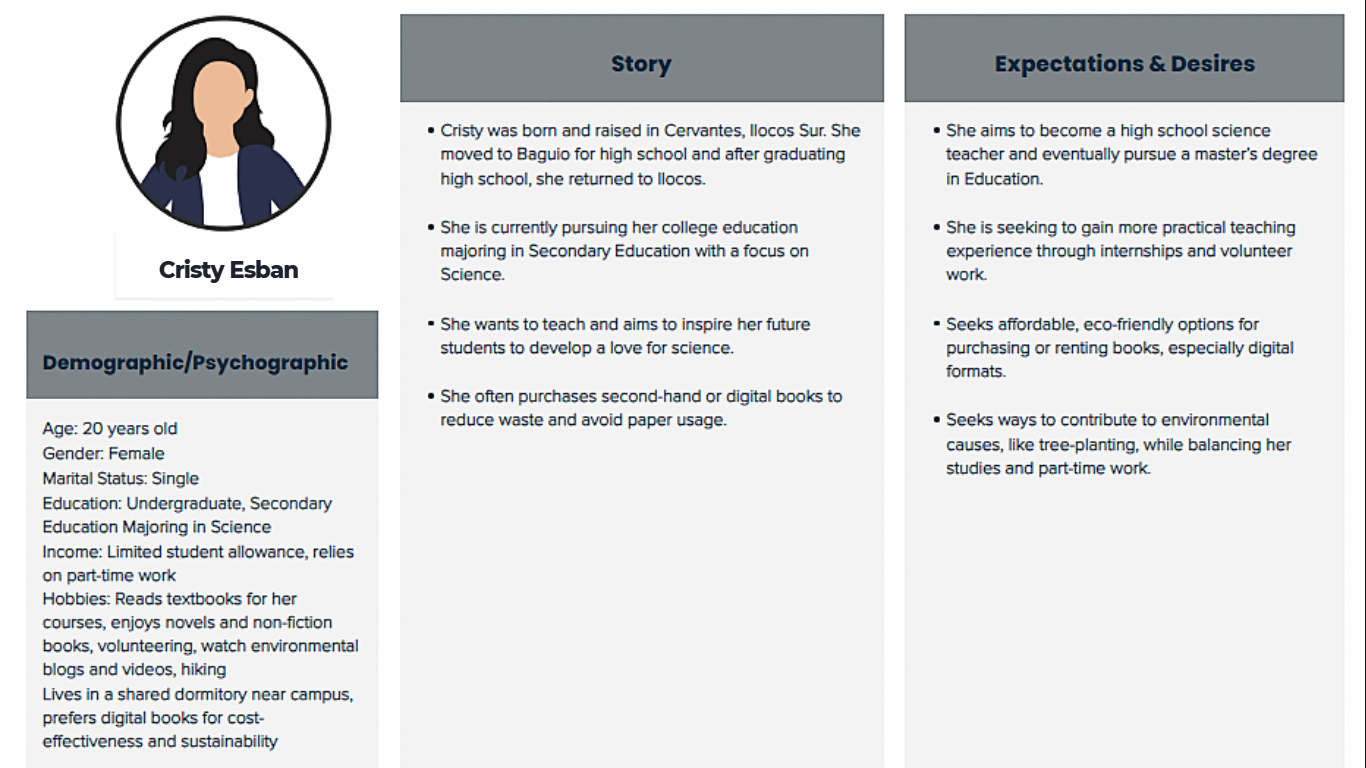 Cristy Esban
Demographic/Psychographic
Age: 20 years old
Gender: Female
Marital Status: Single
Education: Undergraduate, Secondary
Education Majoring in Science
Income: Limited student allowance, relies
on part-time work
Hobbies: Reads textbooks for her
courses, enjoys novels and non-fiction
books, volunteering, watch environmental
blogs and videos, hiking
Lives in a shared dormitory near campus,
prefers digital books for cost-
effectiveness and sustainability
Story
• Cristy was born and raised in Cervantes, Ilocos Sur. She
moved to Baguio for high school and after graduating
high school, she returned to Ilocos.
• She is currently pursuing her college education
majoring in Secondary Education with a focus on
Science.
• She wants to teach and aims to inspire her future
students to develop a love for science.
• She often purchases second-hand or digital books to
reduce waste and avoid paper usage.
Expectations & Desires
• She aims to become a high school science
teacher and eventually pursue a master's degree
in Education.
• She is seeking to gain more practical teaching
experience through internships and volunteer
work.
• Seeks affordable, eco-friendly options for
purchasing or renting books, especially digital
formats.
• Seeks ways to contribute to environmental
causes, like tree-planting, while balancing her
studies and part-time work.